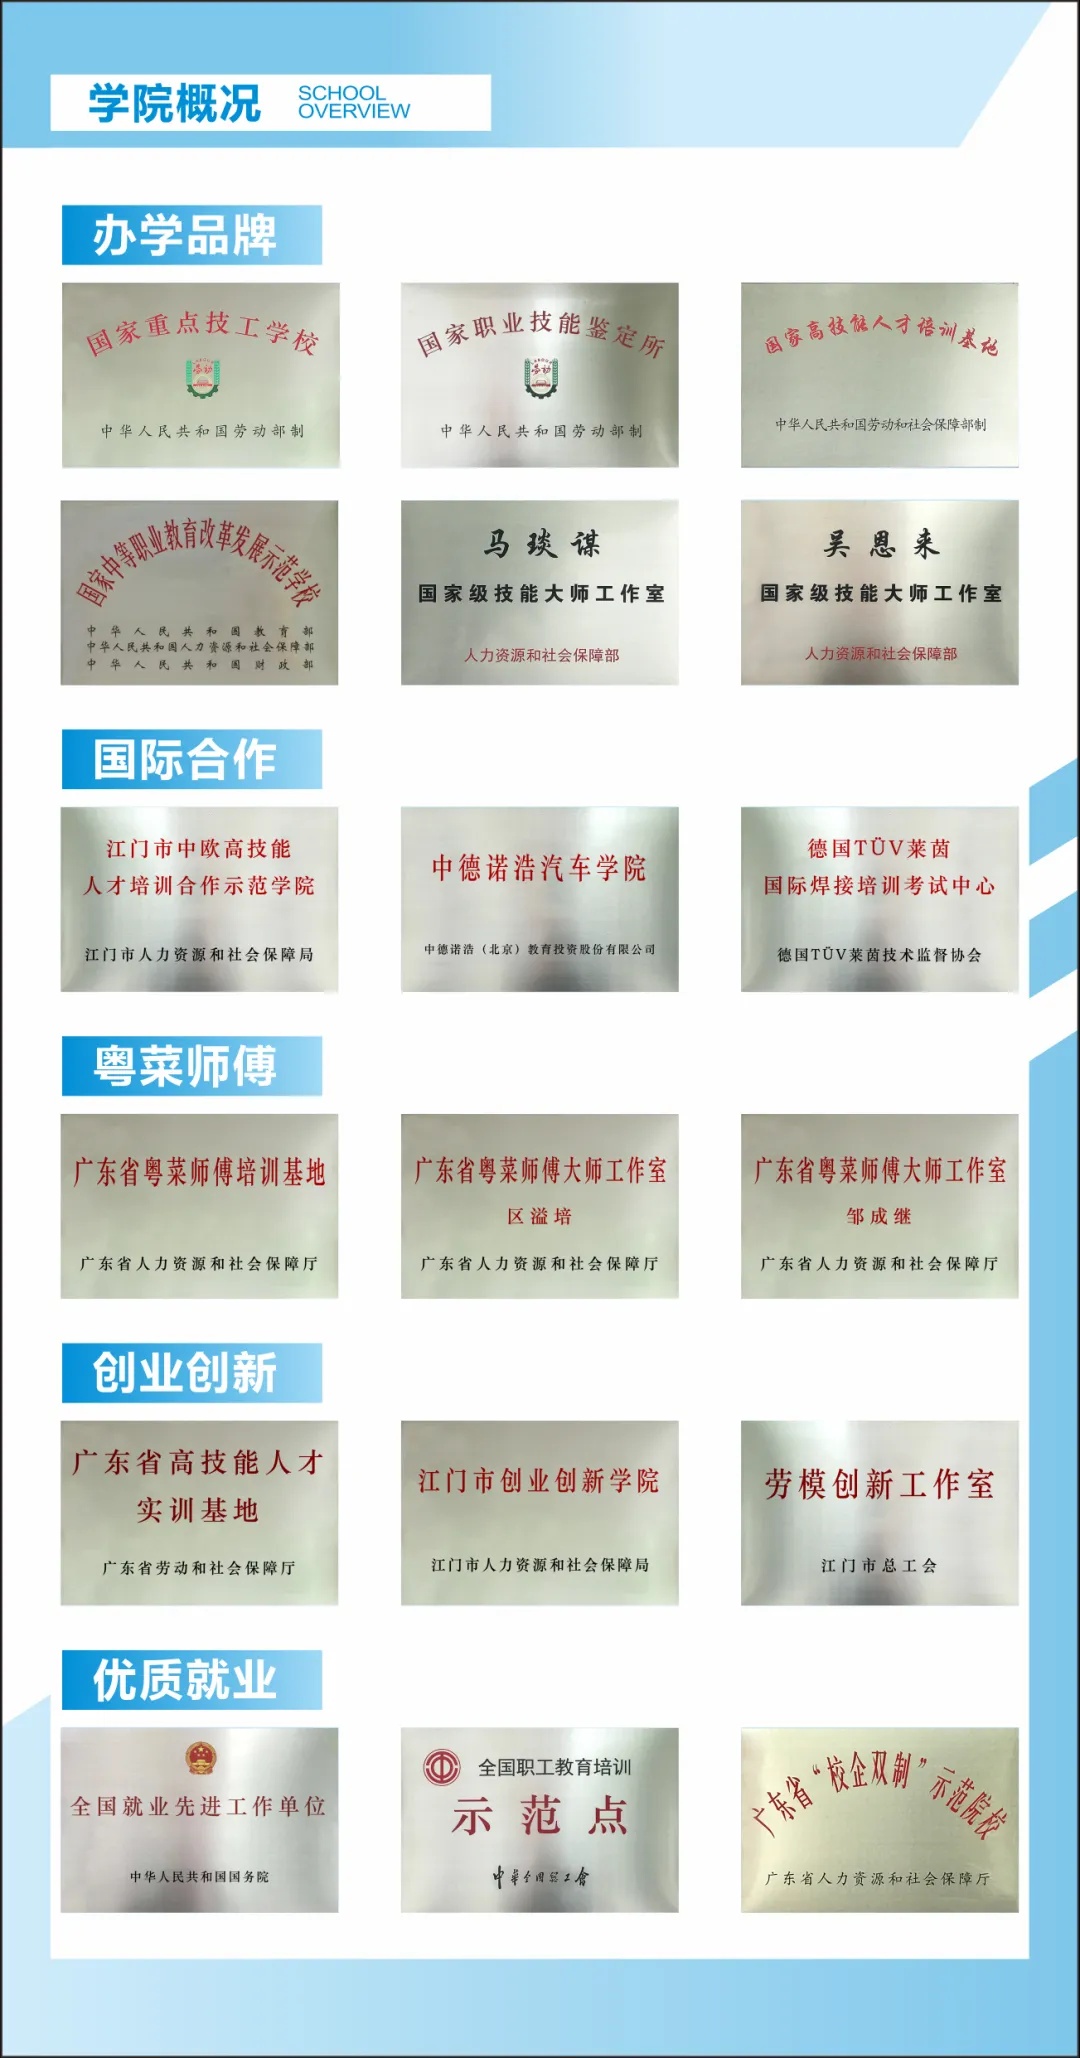 学院概况
SCHOOL
OVERVIEW
办学品牌
国家重点技工学校
劳动
中华人民共和国劳动部制
国家职业技能鉴定所
劳动
中华人民共和国劳动部制
国家高技能人才培训基地
中华人民共和国劳动和社会保障部制
国家中等职业教育改革发展示范学校
中华人民共和国教育部
中华人民共和国人力资源和社会保障部
中华人民共和国财政部
马琰谋
国家级技能大师工作室
人力资源和社会保障部
吴恩来
国家级技能大师工作室
人力资源和社会保障部
国际合作
江门市中欧高技能
人才培训合作示范学院
江门市人力资源和社会保障局
中德诺浩汽车学院
中德诺浩（北京）教育投资股份有限公司
德国TÜV莱茵
国际焊接培训考试中心
德国TÜV莱茵技术监督协会
粤菜师傅
广东省粤菜师傅培训基地
广东省人力资源和社会保障厅
广东省粤菜师傅大师工作室
区溢培
广东省人力资源和社会保障厅
广东省粤菜师傅大师工作室
邹成继
广东省人力资源和社会保障厅
创业创新
广东省高技能人才
实训基地
广东省劳动和社会保障厅
江门市创业创新学院
江门市人力资源和社会保障局
劳模创新工作室
江门市总工会
优质就业
全国就业先进工作单位
中华人民共和国国务院
全国职工教育培训
示范点
中华全国总工会
广东省“校企双制”示范院校
广东省人力资源和社会保障厅